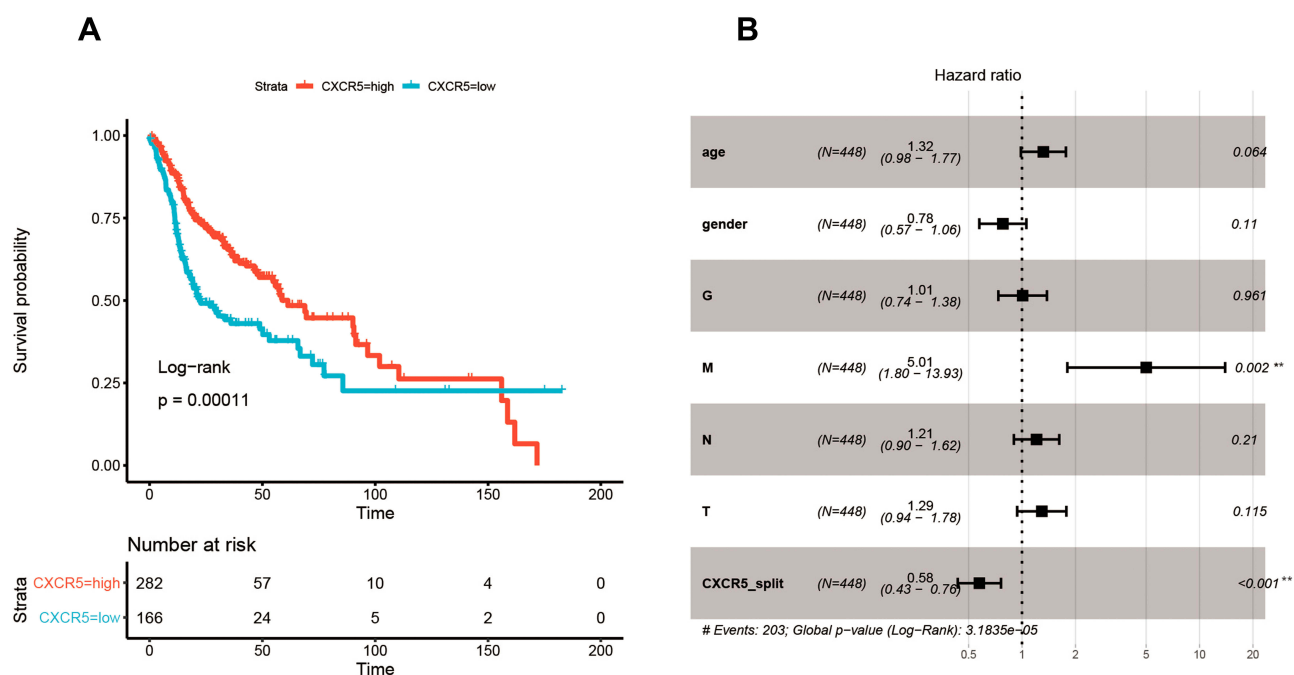 A
Strata CXCR5=high CXCR5=low
Survival probability
1.00
0.75
0.50
0.25
0.00
Log-rank
p = 0.00011
0 50 100 150 200
Time
Number at risk
Strata
CXCR5=high 282 57 10 4 0
CXCR5=low 166 24 5 2 0
0 50 100 150 200
Time
B
Hazard ratio
age (N=448) 1.32 (0.98 − 1.77) 0.064
gender (N=448) 0.78 (0.57 − 1.06) 0.11
G (N=448) 1.01 (0.74 − 1.38) 0.961
M (N=448) 5.01 (1.80 − 13.93) 0.002 **
N (N=448) 1.21 (0.90 − 1.62) 0.21
T (N=448) 1.29 (0.94 − 1.78) 0.115
CXCR5_split (N=448) 0.58 (0.43 − 0.76) <0.001 **
# Events: 203; Global p−value (Log−Rank): 3.1835e−05
0.5 1 2 5 10 20